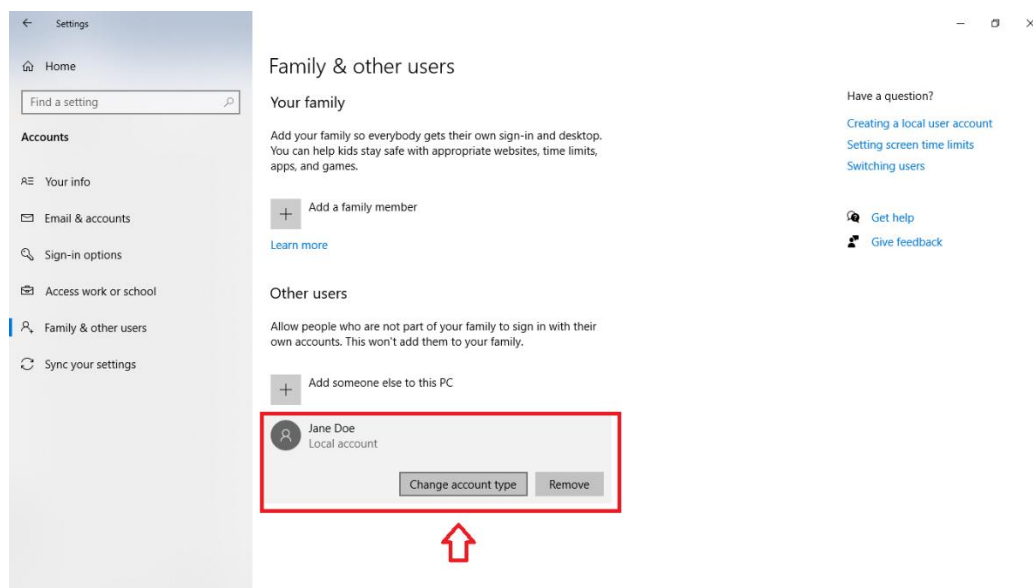 Settings
Home
Find a setting
Accounts
Your info
Email & accounts
Sign-in options
Access work or school
Family & other users
Sync your settings
Family & other users
Your family
Add your family so everybody gets their own sign-in and desktop.
You can help kids stay safe with appropriate websites, time limits,
apps, and games.
Add a family member
Learn more
Other users
Allow people who are not part of your family to sign in with their
own accounts. This won't add them to your family.
Add someone else to this PC
Jane Doe
Local account
Change account type
Remove
Have a question?
Creating a local user account
Setting screen time limits
Switching users
Get help
Give feedback